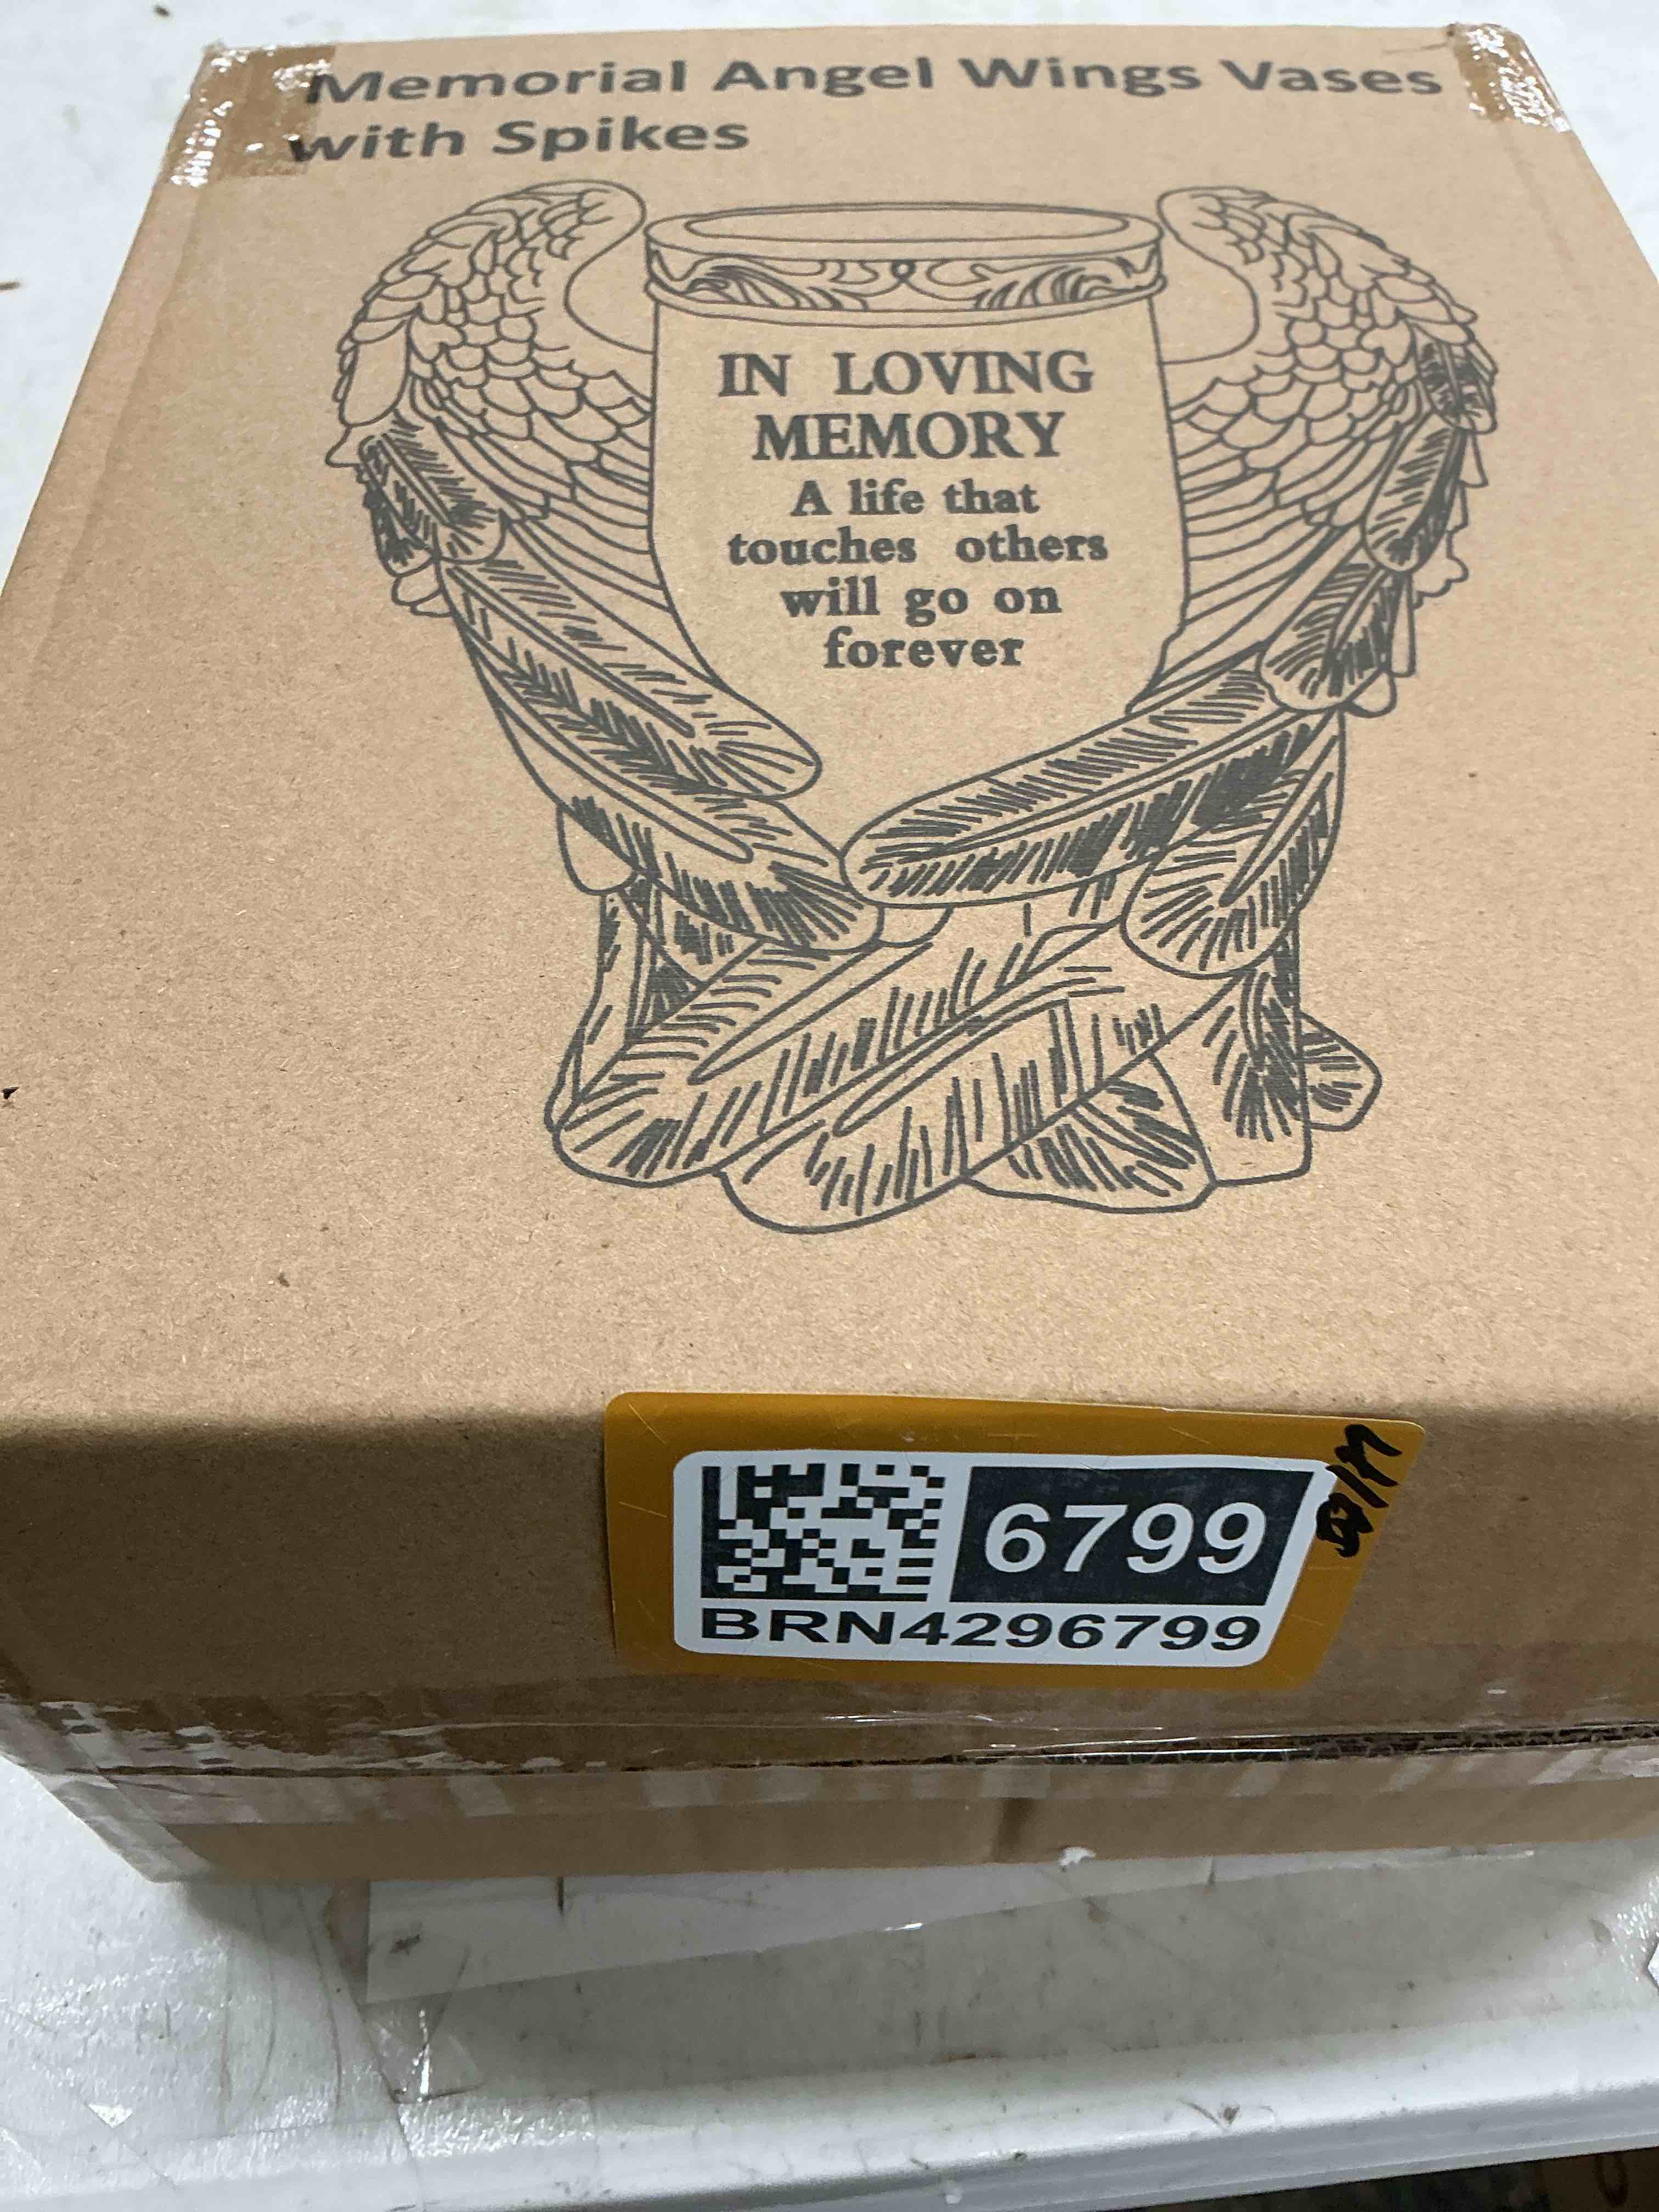 Memorial Angel Wings Vases
with Spikes
IN LOVING
MEMORY
A life that
touches others
will go on
forever
6799
BRN4296799